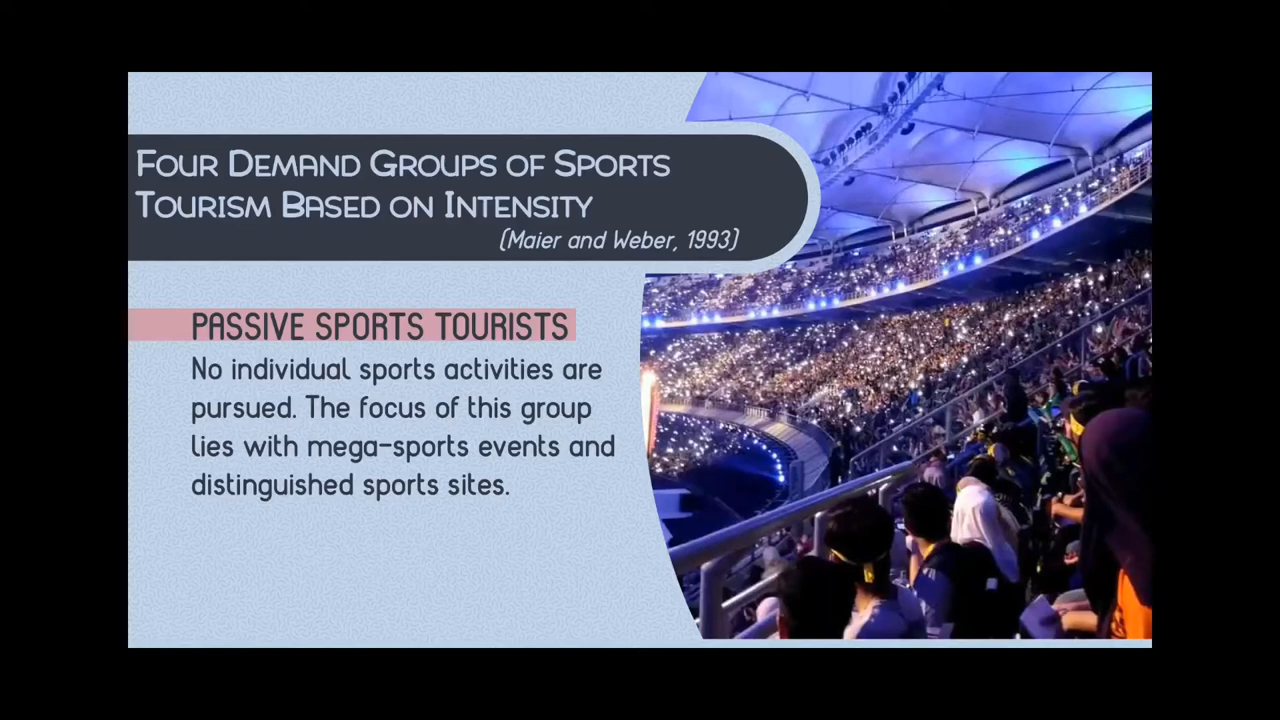 FOUR DEMAND GROUPS OF SPORTS
TOURISM BASED ON INTENSITY
(Maier and Weber, 1993)
PASSIVE SPORTS TOURISTS
No individual sports activities are
pursued. The focus of this group
lies with mega-sports events and
distinguished sports sites.